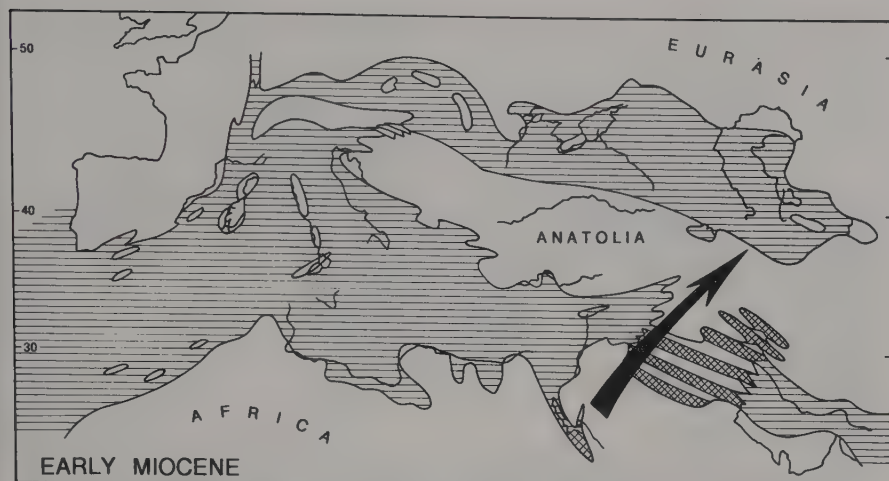 50
EURASIA
40
ANATOLIA
30
AFRICA
EARLY MIOCENE